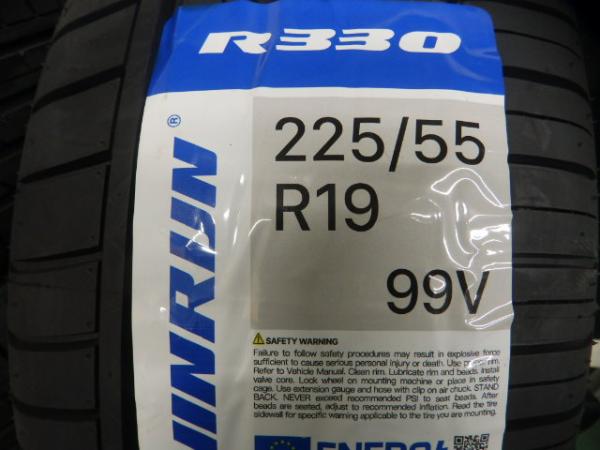 R330
225/55
R19
99V
INRUN®
⚠ SAFETY WARNING
Failure to follow safety procedures may result in explosive force
sufficient to cause serious personal injury or death. Use proper rim.
Refer to Vehicle Manual. Clean rim. Lubricate rim and beads. Install
valve core. Lock wheel on mounting machine or place in safety
cage. Use extension gauge and hose with clip on air chuck. STAND
BACK. NEVER exceed recommended PSI to seat beads. After
beads are seated, adjust to recommended inflation. Read the tire
sidewall for specific warning applicable to the tire you are mounting.
ENERG